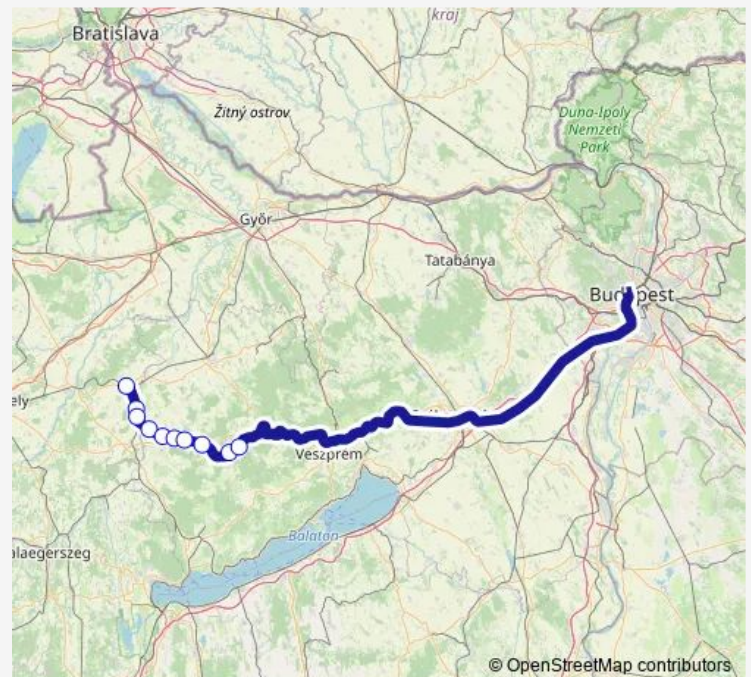 kraj
Bratislava
Žitný ostrov
Duna-Ipoly
Nemzeti
Park
Győr
Tatabánya
Budapest
ely
Veszprém
Balaton
alaegerszeg
© OpenStreetMap contributors